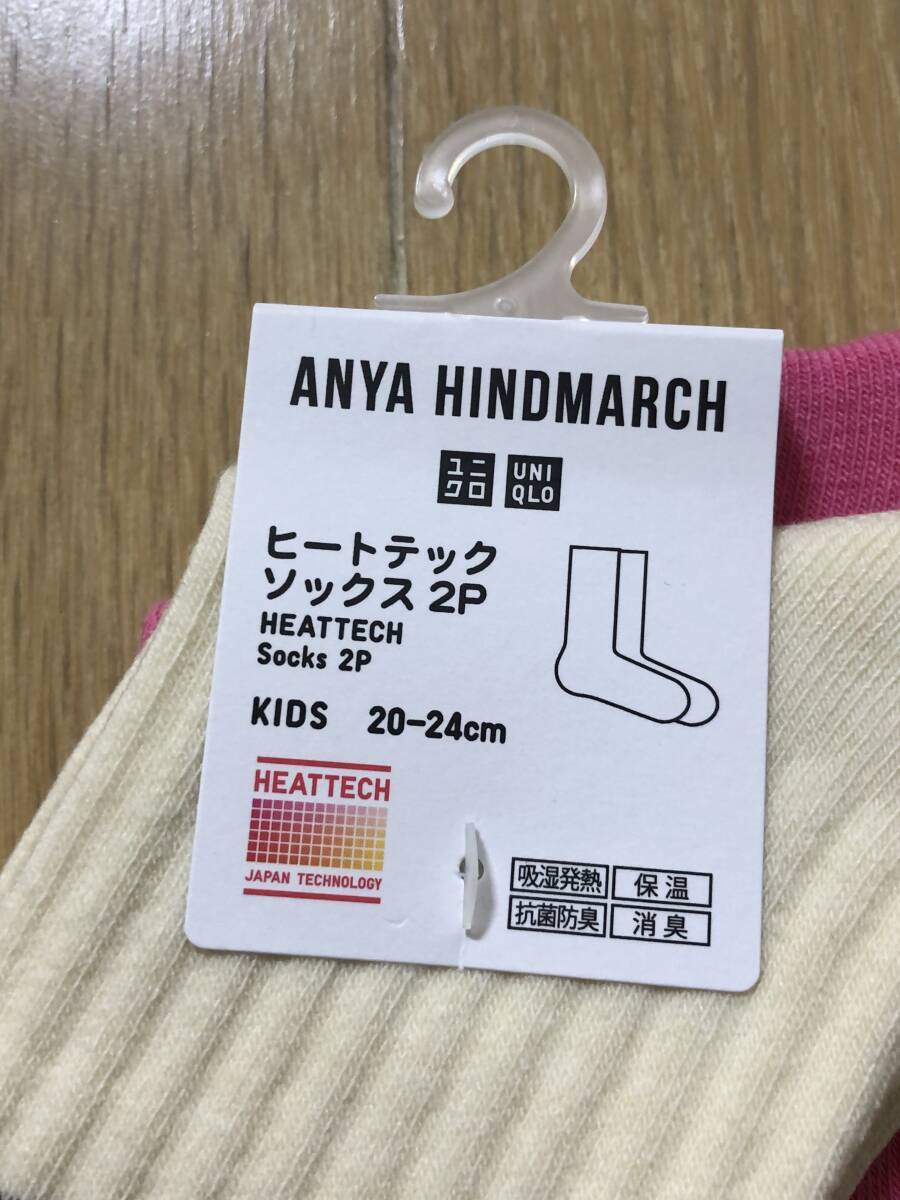 ANYA HINDMARCH
ユニ
クロ
UNI
QLO
ヒートテック
ソックス 2P
HEATTECH
Socks 2P
KIDS 20-24cm
HEATTECH
JAPAN TECHNOLOGY
吸湿発熱 保温
抗菌防臭 消臭